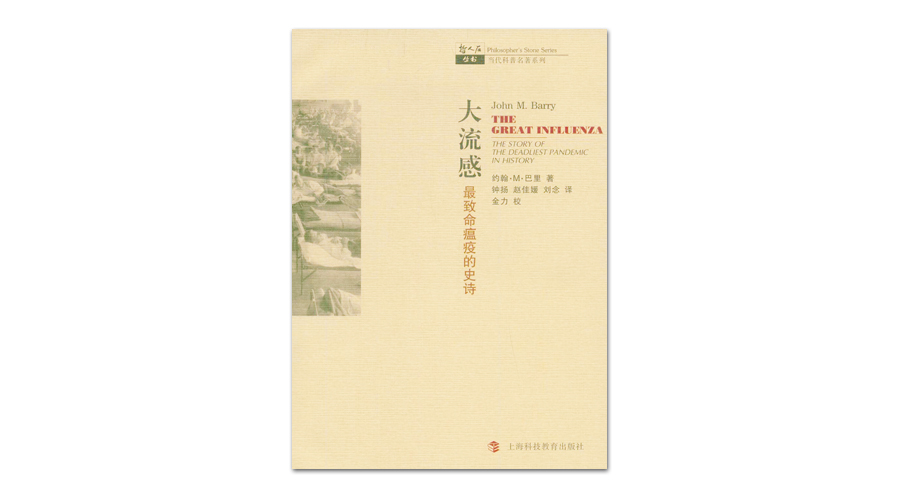 哲人石
丛书
Philosopher's Stone Series
当代科普名著系列
大流感
最致命瘟疫的史诗
John M. Barry
THE
GREAT INFLUENZA
THE STORY OF
THE DEADLIEST PANDEMIC
IN HISTORY
约翰·M·巴里 著
钟扬 赵佳媛 刘念 译
金力 校
上海科技教育出版社